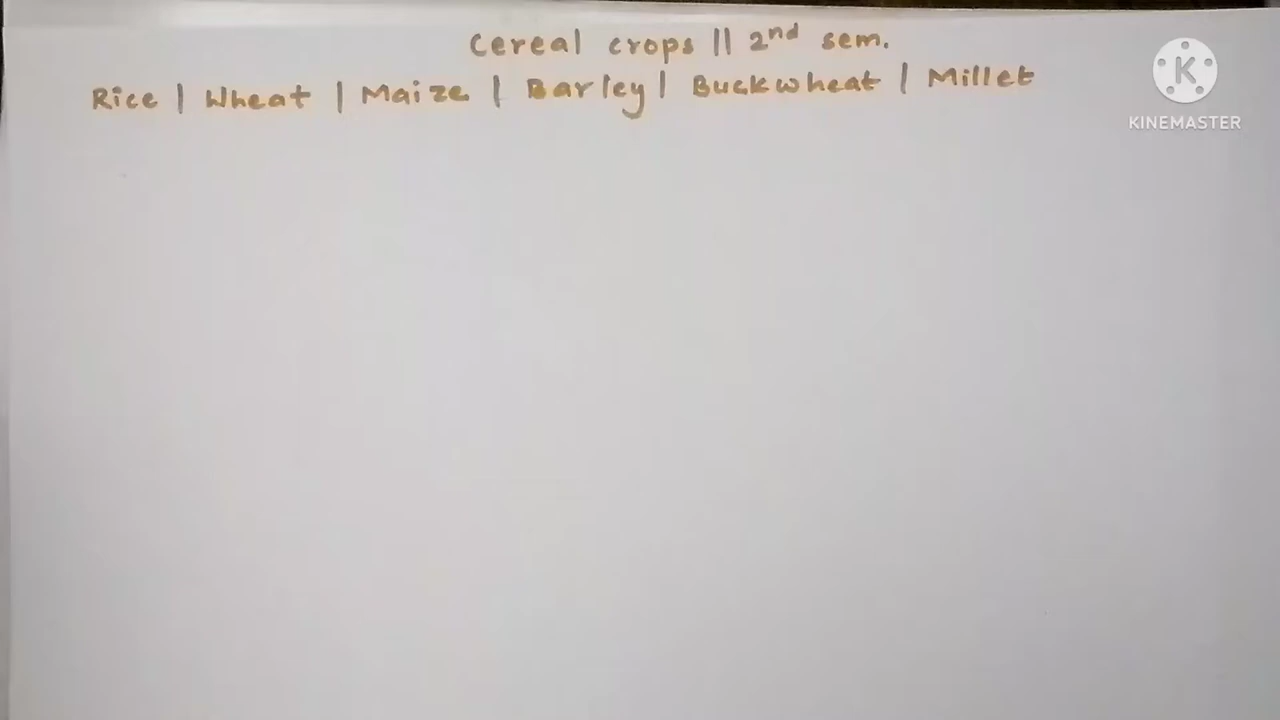 Cereal crops || 2nd sem.
Rice | Wheat | Maize | Barley | Buckwheat | Millet
K
KINEMASTER